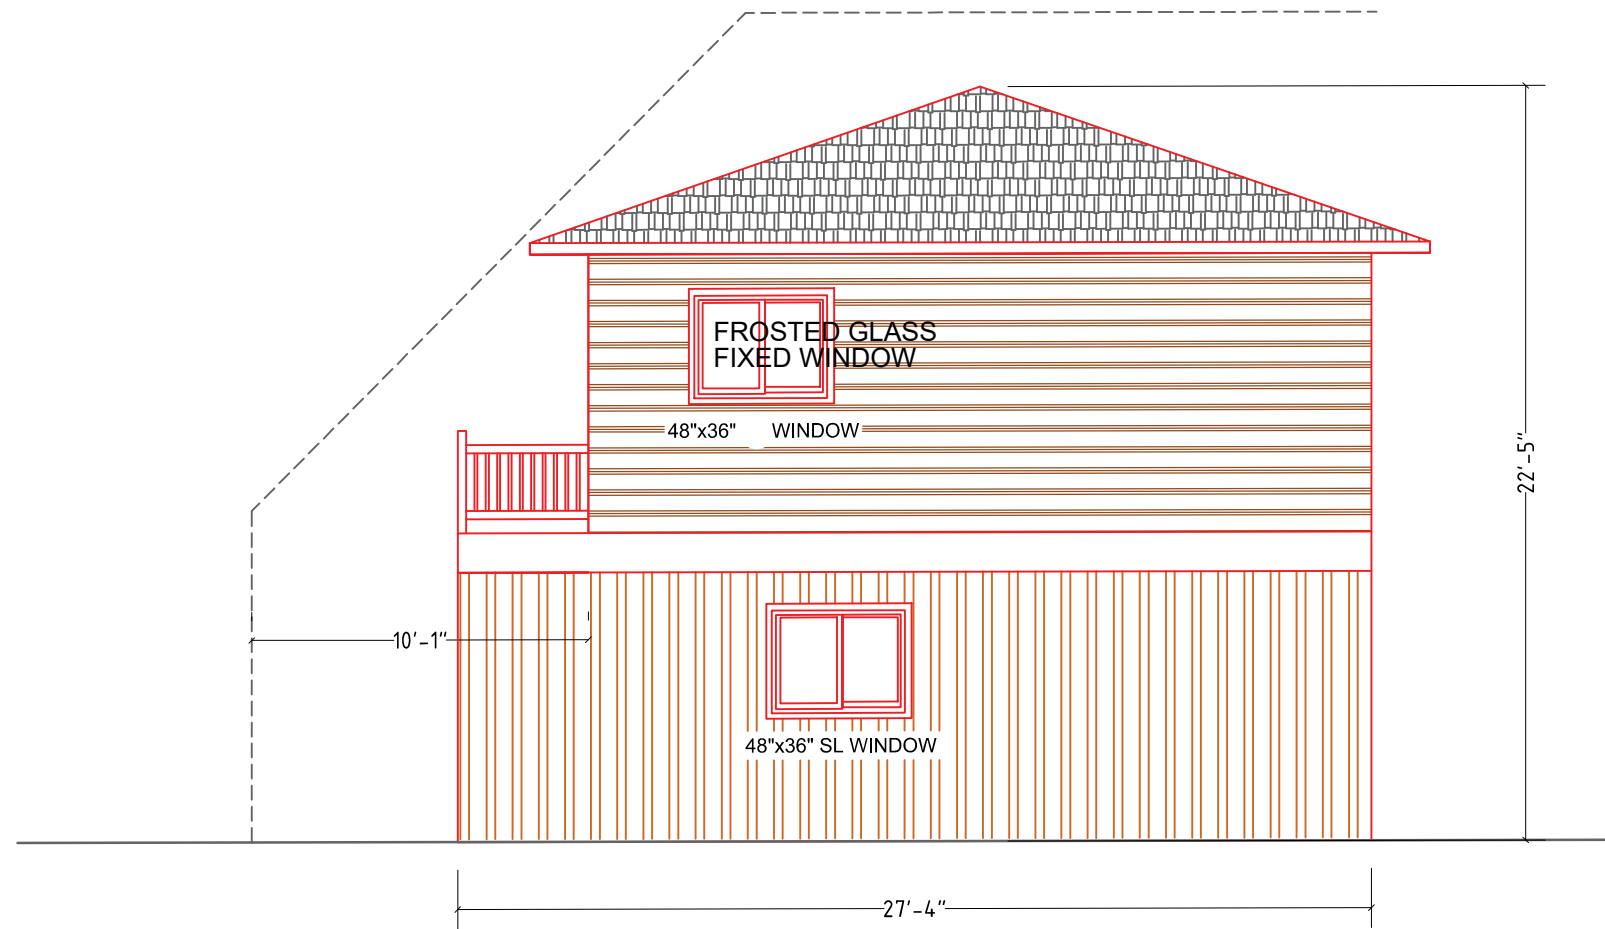 FROSTED GLASS
FIXED WINDOW
48"x36" WINDOW
22'-5"
10'-1"
48"x36" SL WINDOW
27'-4"